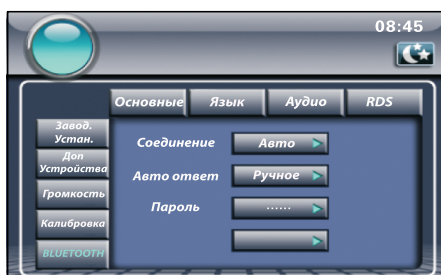 08:45
Основные Язык Аудио RDS
Завод.
Устан.
Доп
Устройства
Громкость
Калибровка
BLUETOOTH
Соединение Авто
Авто ответ Ручное
Пароль ......